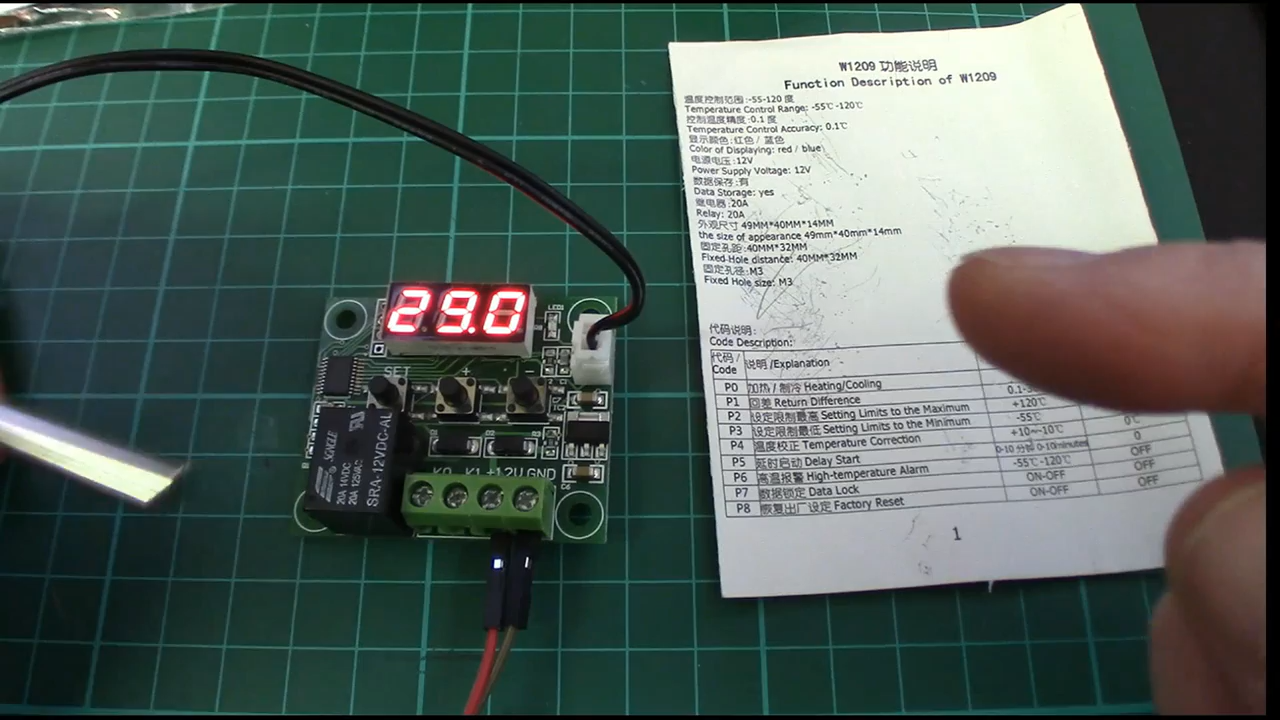 W1209 功能说明
Function Description of W1209
温度控制范围:-55-120 度
Temperature Control Range: -55℃-120℃
控制温度精度:0.1 度
Temperature Control Accuracy: 0.1℃
显示颜色:红色 / 蓝色
Color of Displaying: red / blue
电源电压:12V
Power Supply Voltage: 12V
数据保存:有
Data Storage: yes
继电器:20A
Relay: 20A
外观尺寸 49MM*40MM*14MM
the size of appearance 49mm*40mm*14mm
固定孔距:40MM*32MM
Fixed Hole distance: 40MM*32MM
固定孔径:M3
Fixed Hole size: M3
代码说明:
Code Description:
代码 / 说明 /Explanation
Code
P0 加热 / 制冷 Heating/Cooling
P1 回差 Return Difference 0.1-
P2 设定限制最高 Setting Limits to the Maximum +120℃
P3 设定限制最低 Setting Limits to the Minimum -55℃
P4 温度校正 Temperature Correction +10~-10℃ 0℃
P5 延时启动 Delay Start 0-10分钟 0-10minutes 0
P6 高温报警 High-temperature Alarm -55℃-120℃ OFF
P7 数据锁定 Data Lock ON-OFF OFF
P8 恢复出厂设定 Factory Reset ON-OFF OFF
1
29.0
LED1
SET + -
SRA-12VDC-AL
20A 14VDC
20A 125VAC
K0 K1 +12V GND